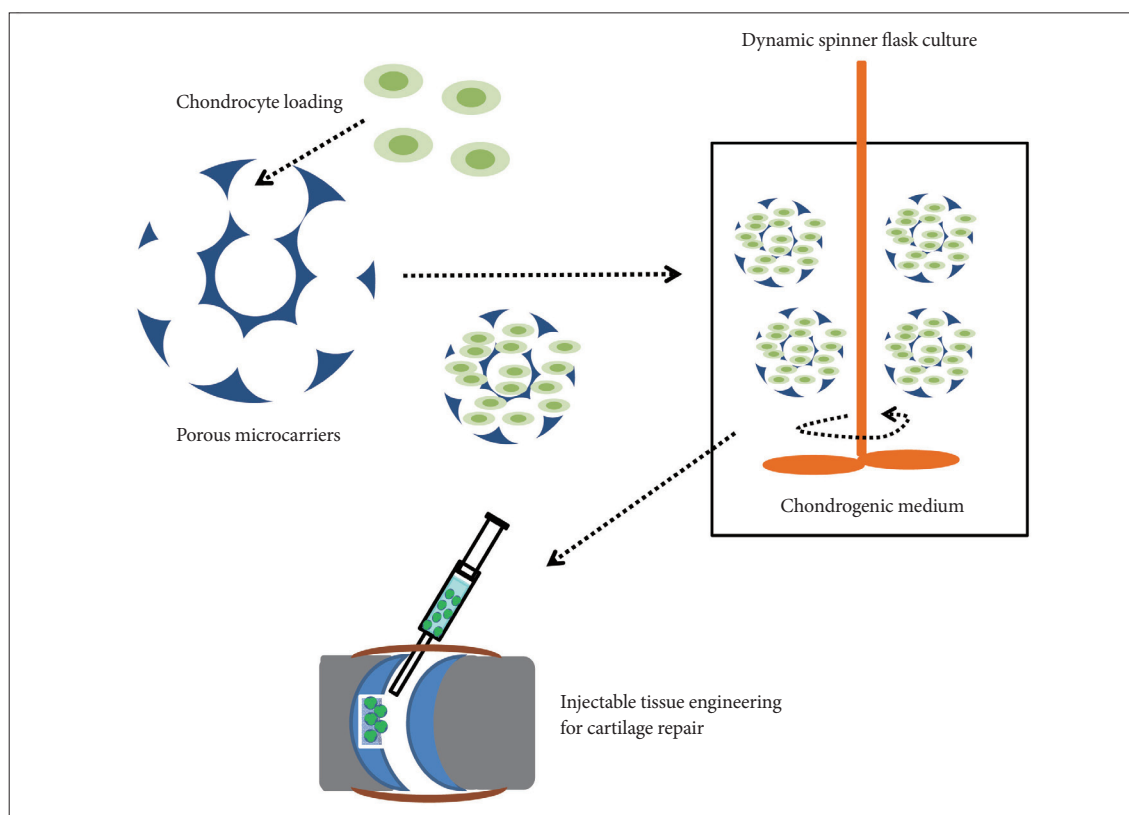 Dynamic spinner flask culture
Chondrocyte loading
Porous microcarriers
Chondrogenic medium
Injectable tissue engineering
for cartilage repair